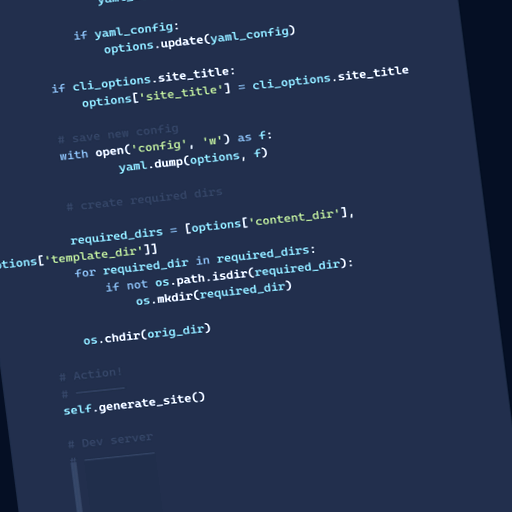 if yaml_config:
options.update(yaml_config)
if cli_options.site_title:
options['site_title'] = cli_options.site_title
# save new config
with open('config', 'w') as f:
yaml.dump(options, f)
# create required dirs
required_dirs = [options['content_dir'],
tions['template_dir']]
for required_dir in required_dirs:
if not os.path.isdir(required_dir):
os.mkdir(required_dir)
os.chdir(orig_dir)
# Action!
# ———————
self.generate_site()
# Dev server
# ——————————